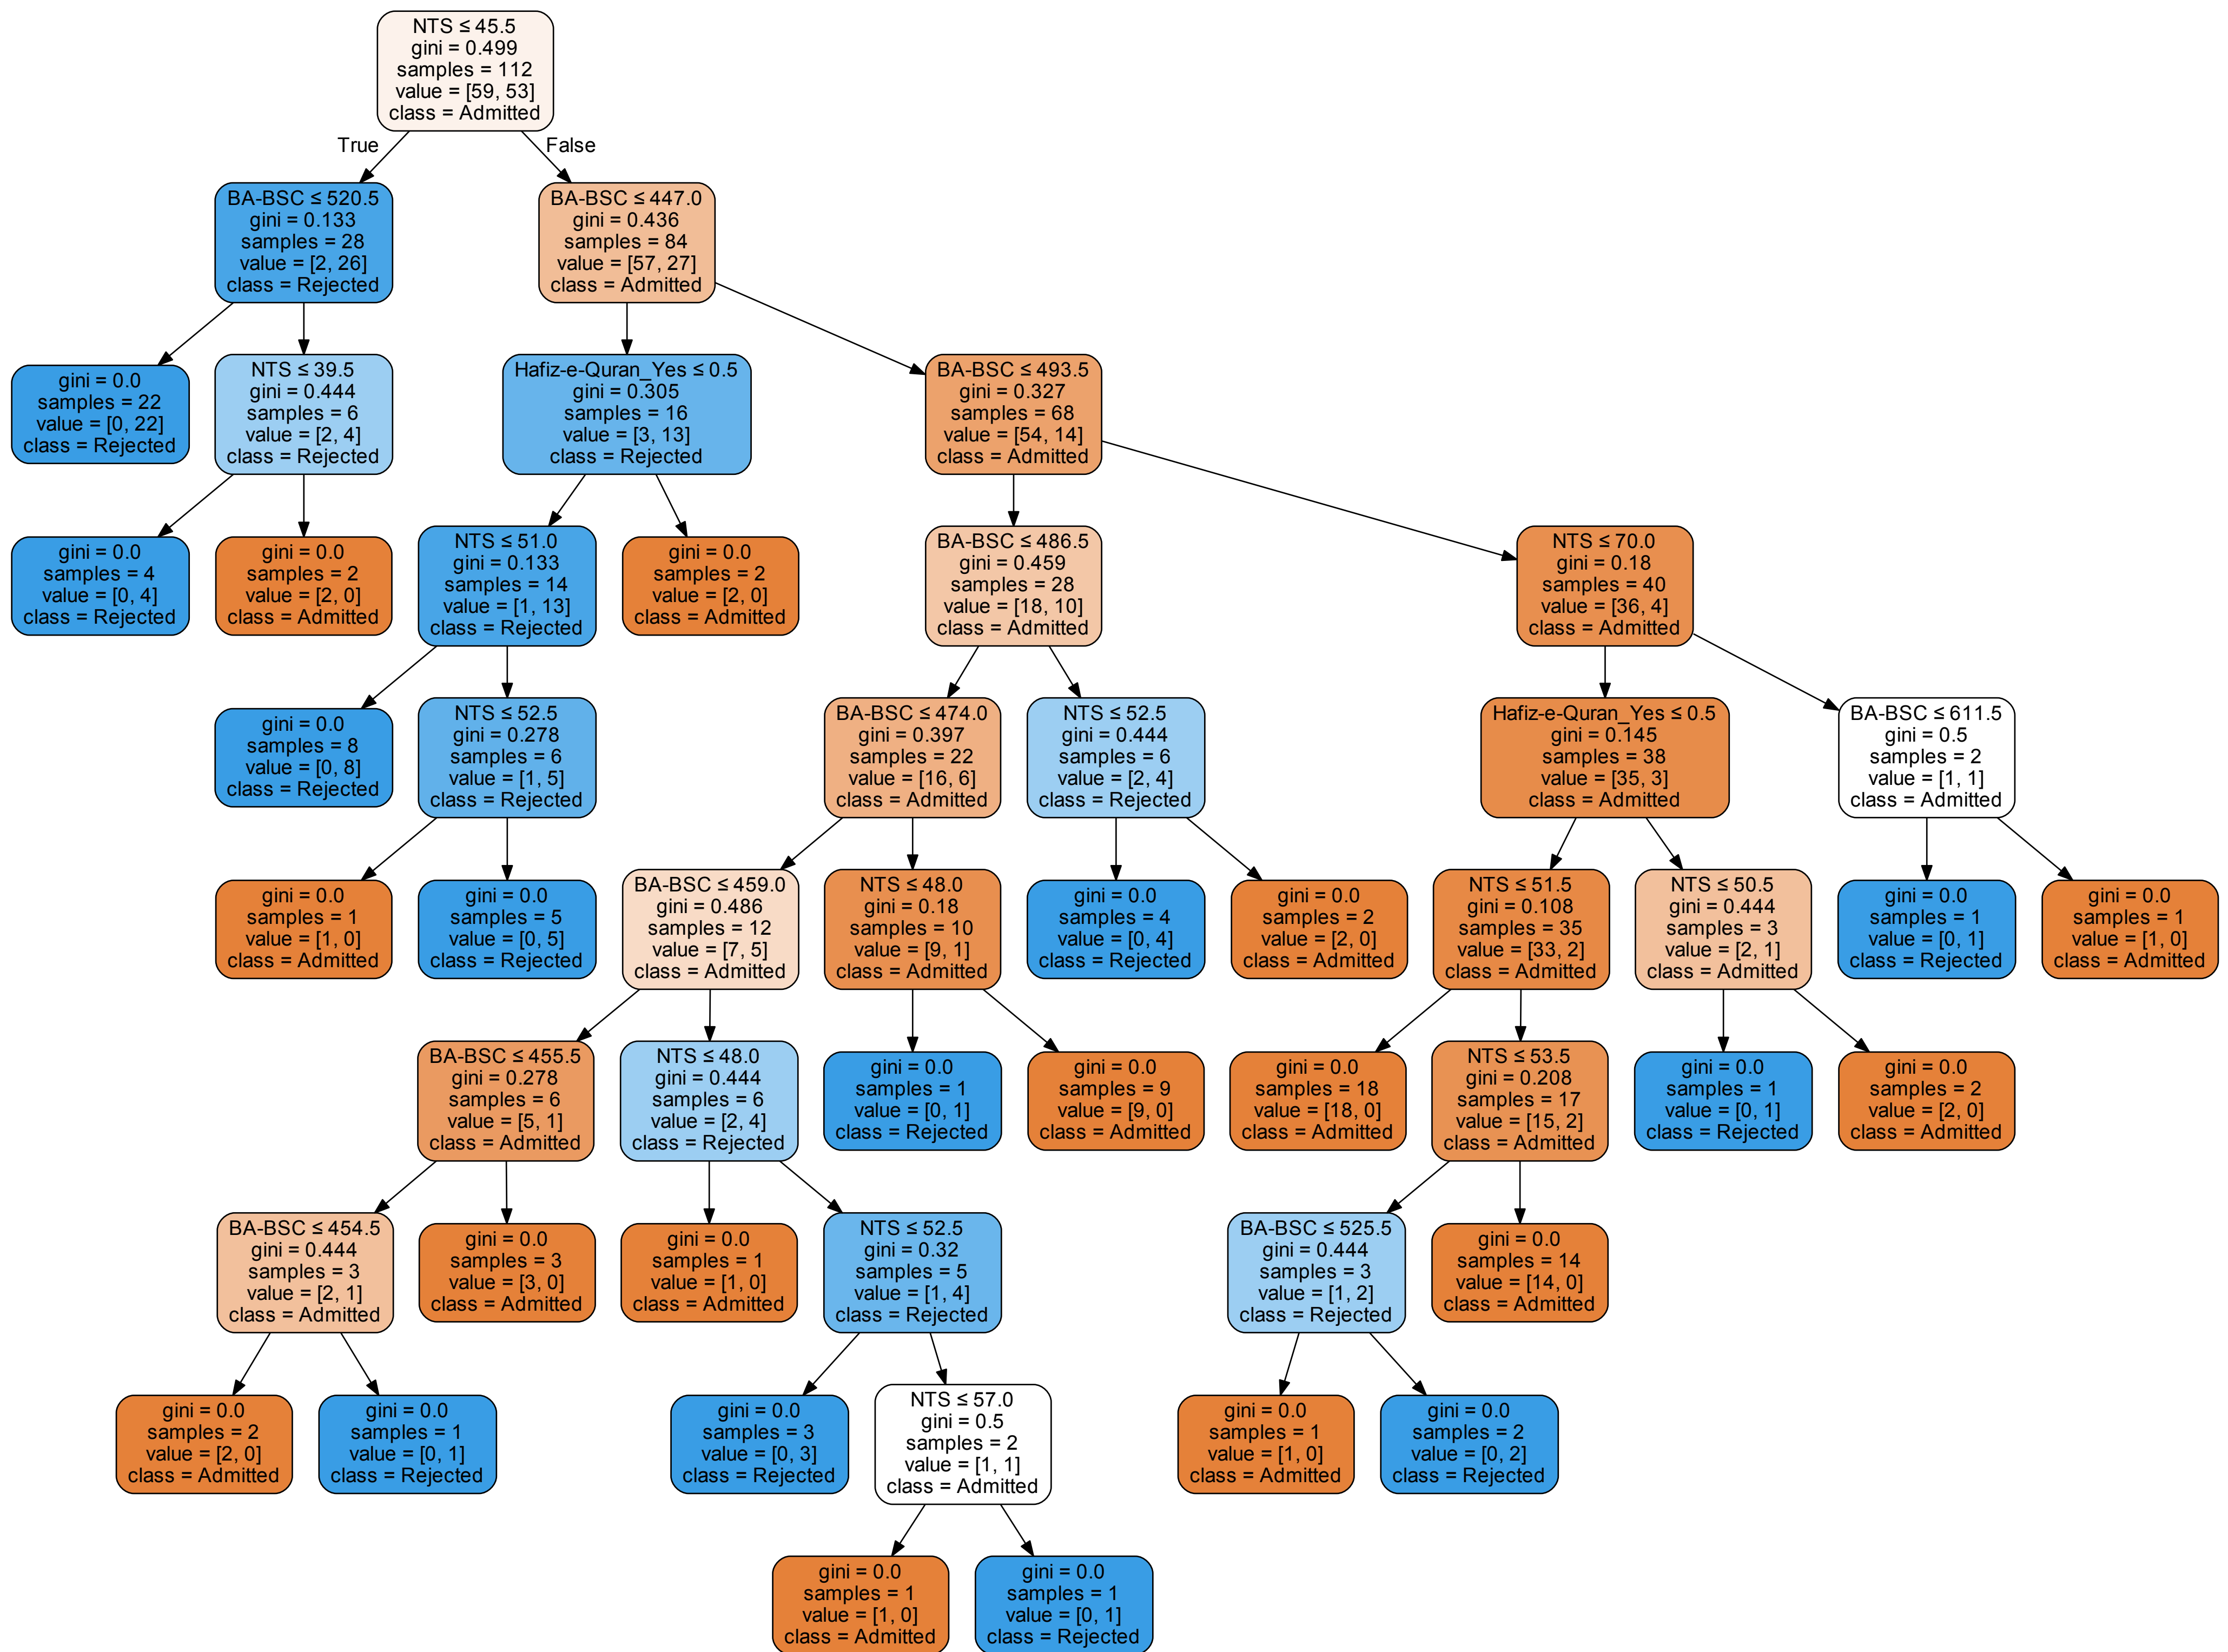 NTS ≤ 45.5
gini = 0.499
samples = 112
value = [59, 53]
class = Admitted
True
False
BA-BSC ≤ 520.5
gini = 0.133
samples = 28
value = [2, 26]
class = Rejected
BA-BSC ≤ 447.0
gini = 0.436
samples = 84
value = [57, 27]
class = Admitted
gini = 0.0
samples = 22
value = [0, 22]
class = Rejected
NTS ≤ 39.5
gini = 0.444
samples = 6
value = [2, 4]
class = Rejected
Hafiz-e-Quran_Yes ≤ 0.5
gini = 0.305
samples = 16
value = [3, 13]
class = Rejected
BA-BSC ≤ 493.5
gini = 0.327
samples = 68
value = [54, 14]
class = Admitted
gini = 0.0
samples = 4
value = [0, 4]
class = Rejected
gini = 0.0
samples = 2
value = [2, 0]
class = Admitted
NTS ≤ 51.0
gini = 0.133
samples = 14
value = [1, 13]
class = Rejected
gini = 0.0
samples = 2
value = [2, 0]
class = Admitted
BA-BSC ≤ 486.5
gini = 0.459
samples = 28
value = [18, 10]
class = Admitted
NTS ≤ 70.0
gini = 0.18
samples = 40
value = [36, 4]
class = Admitted
gini = 0.0
samples = 8
value = [0, 8]
class = Rejected
NTS ≤ 52.5
gini = 0.278
samples = 6
value = [1, 5]
class = Rejected
BA-BSC ≤ 474.0
gini = 0.397
samples = 22
value = [16, 6]
class = Admitted
NTS ≤ 52.5
gini = 0.444
samples = 6
value = [2, 4]
class = Rejected
Hafiz-e-Quran_Yes ≤ 0.5
gini = 0.145
samples = 38
value = [35, 3]
class = Admitted
BA-BSC ≤ 611.5
gini = 0.5
samples = 2
value = [1, 1]
class = Admitted
gini = 0.0
samples = 1
value = [1, 0]
class = Admitted
gini = 0.0
samples = 5
value = [0, 5]
class = Rejected
BA-BSC ≤ 459.0
gini = 0.486
samples = 12
value = [7, 5]
class = Admitted
NTS ≤ 48.0
gini = 0.18
samples = 10
value = [9, 1]
class = Admitted
gini = 0.0
samples = 4
value = [0, 4]
class = Rejected
gini = 0.0
samples = 2
value = [2, 0]
class = Admitted
NTS ≤ 51.5
gini = 0.108
samples = 35
value = [33, 2]
class = Admitted
NTS ≤ 50.5
gini = 0.444
samples = 3
value = [2, 1]
class = Admitted
gini = 0.0
samples = 1
value = [0, 1]
class = Rejected
gini = 0.0
samples = 1
value = [1, 0]
class = Admitted
BA-BSC ≤ 455.5
gini = 0.278
samples = 6
value = [5, 1]
class = Admitted
NTS ≤ 48.0
gini = 0.444
samples = 6
value = [2, 4]
class = Rejected
gini = 0.0
samples = 1
value = [0, 1]
class = Rejected
gini = 0.0
samples = 9
value = [9, 0]
class = Admitted
gini = 0.0
samples = 18
value = [18, 0]
class = Admitted
NTS ≤ 53.5
gini = 0.208
samples = 17
value = [15, 2]
class = Admitted
gini = 0.0
samples = 1
value = [0, 1]
class = Rejected
gini = 0.0
samples = 2
value = [2, 0]
class = Admitted
BA-BSC ≤ 454.5
gini = 0.444
samples = 3
value = [2, 1]
class = Admitted
gini = 0.0
samples = 3
value = [3, 0]
class = Admitted
gini = 0.0
samples = 1
value = [1, 0]
class = Admitted
NTS ≤ 52.5
gini = 0.32
samples = 5
value = [1, 4]
class = Rejected
BA-BSC ≤ 525.5
gini = 0.444
samples = 3
value = [1, 2]
class = Rejected
gini = 0.0
samples = 14
value = [14, 0]
class = Admitted
gini = 0.0
samples = 2
value = [2, 0]
class = Admitted
gini = 0.0
samples = 1
value = [0, 1]
class = Rejected
gini = 0.0
samples = 3
value = [0, 3]
class = Rejected
NTS ≤ 57.0
gini = 0.5
samples = 2
value = [1, 1]
class = Admitted
gini = 0.0
samples = 1
value = [1, 0]
class = Admitted
gini = 0.0
samples = 2
value = [0, 2]
class = Rejected
gini = 0.0
samples = 1
value = [1, 0]
class = Admitted
gini = 0.0
samples = 1
value = [0, 1]
class = Rejected